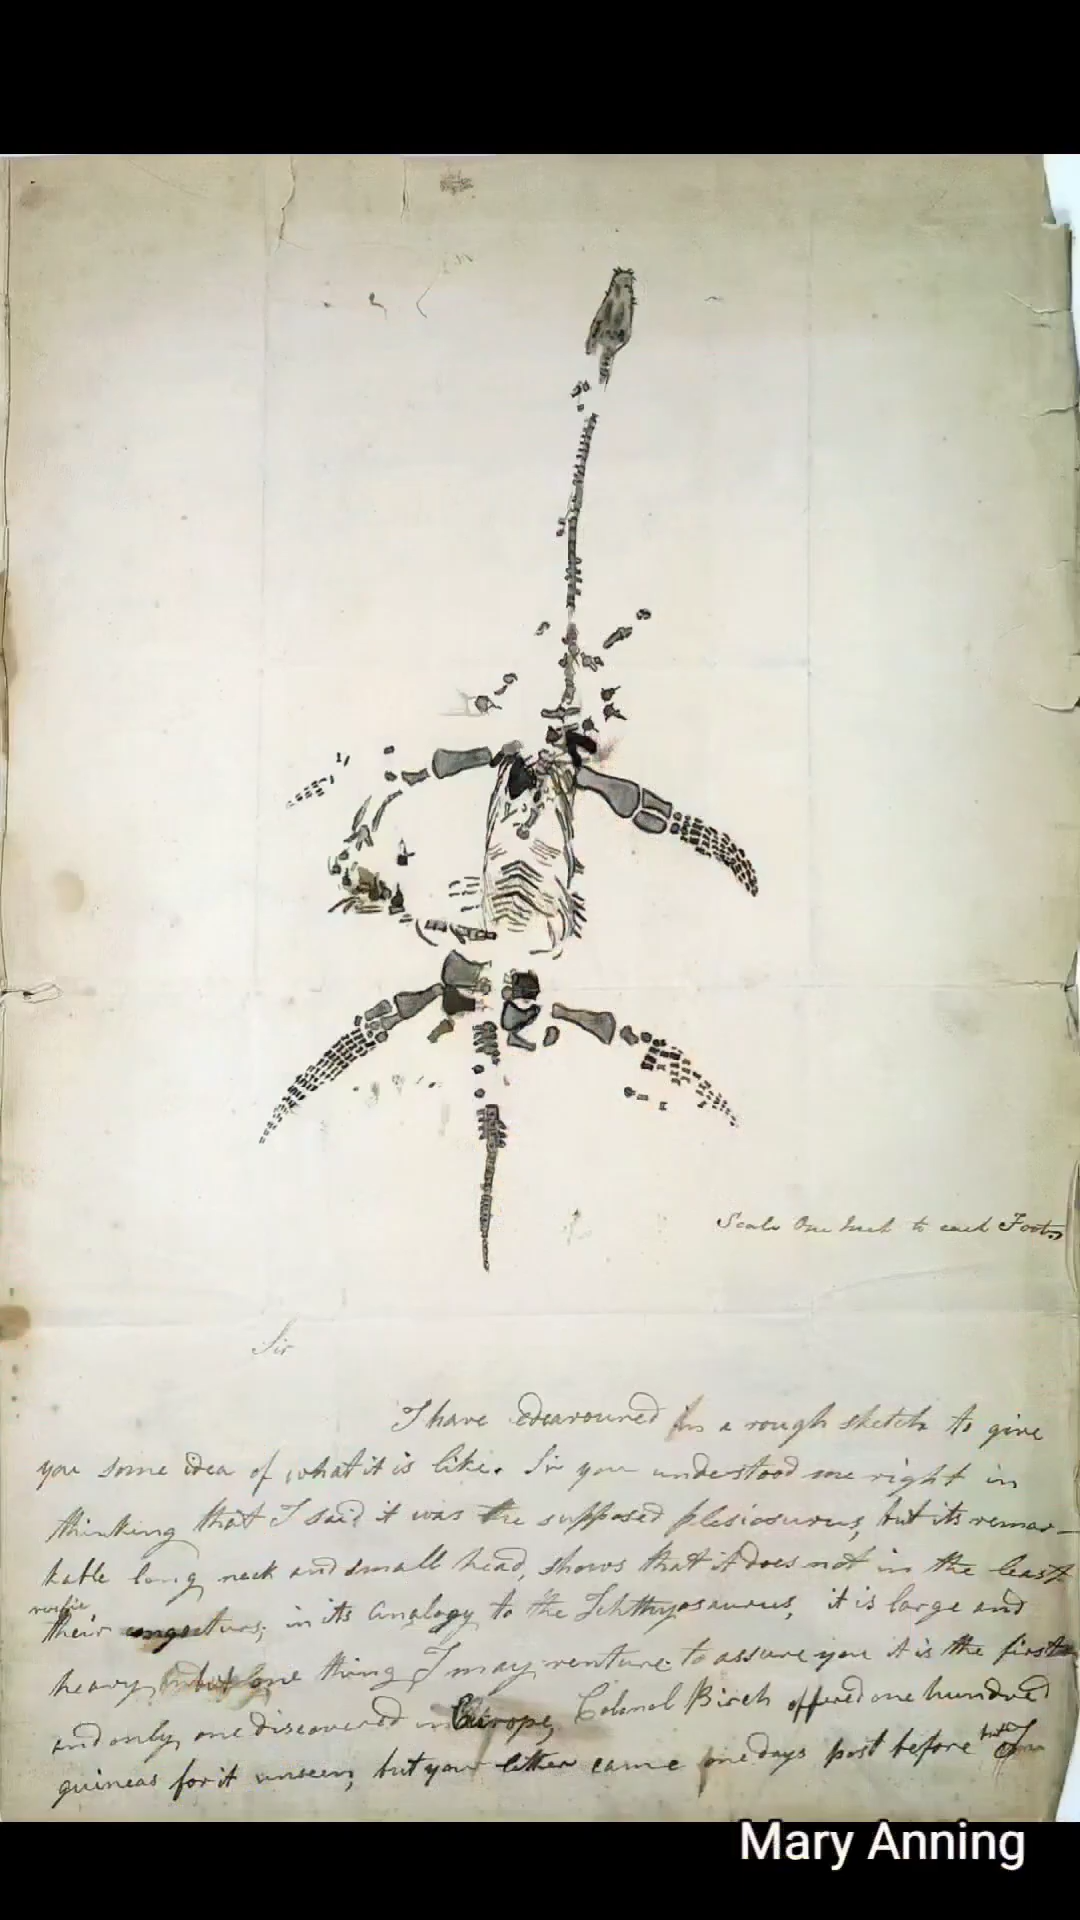 Scale One Inch to each Foot
Sir
I have endeavoured in a rough sketch to give
you some idea of what it is like. Sir you understood me right in
thinking that I said it was the supposed plesiosurus, but its remar-
kable long neck and small head, shows that it does not in the least
verifie
their in its Analogy to the Ichthyosaurus, it is large and
heavy but one thing I may venture to assure you it is the first
and only one discovered in Europe, Colonel Birch offered one hundred
guineas for it unseen, but your letter came one days post before
Mary Anning